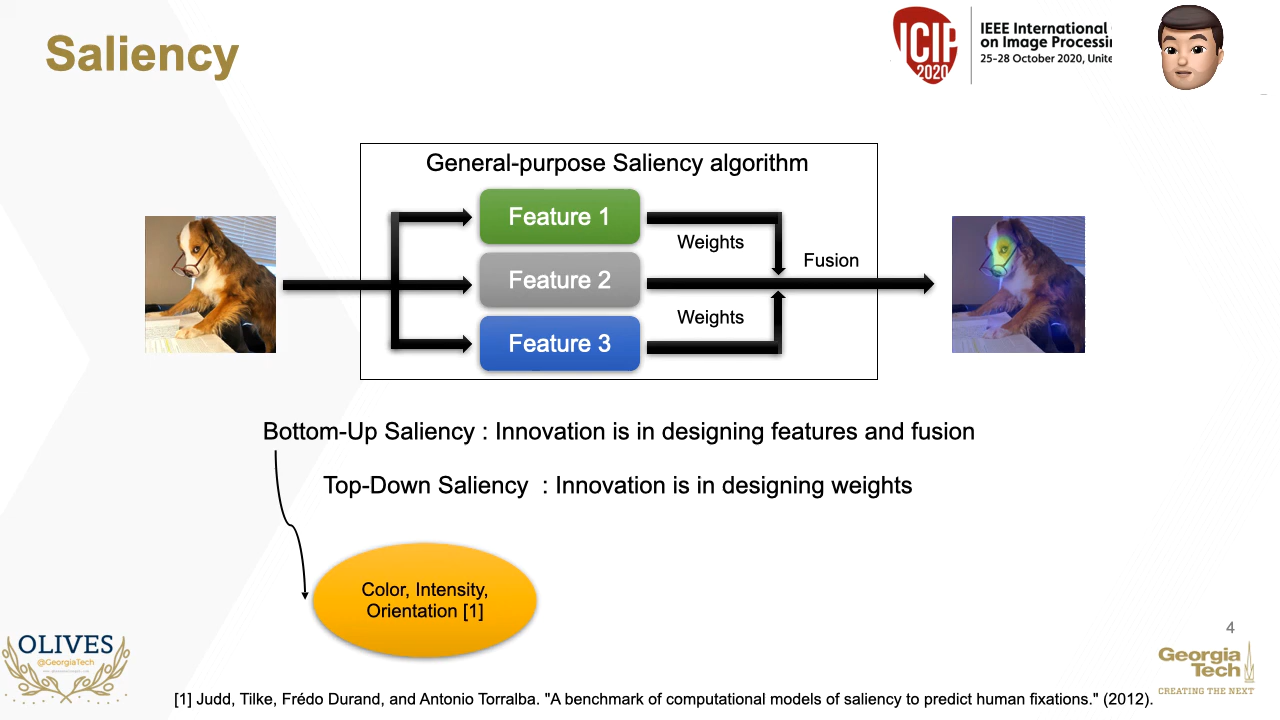 Saliency
ICIP
2020
IEEE International
on Image Processin
25-28 October 2020, Unite
General-purpose Saliency algorithm
Feature 1
Weights
Fusion
Feature 2
Weights
Feature 3
Bottom-Up Saliency : Innovation is in designing features and fusion
Top-Down Saliency : Innovation is in designing weights
Color, Intensity,
Orientation [1]
4
OLIVES
@GeorgiaTech
Georgia
Tech
CREATING THE NEXT
[1] Judd, Tilke, Frédo Durand, and Antonio Torralba. "A benchmark of computational models of saliency to predict human fixations." (2012).